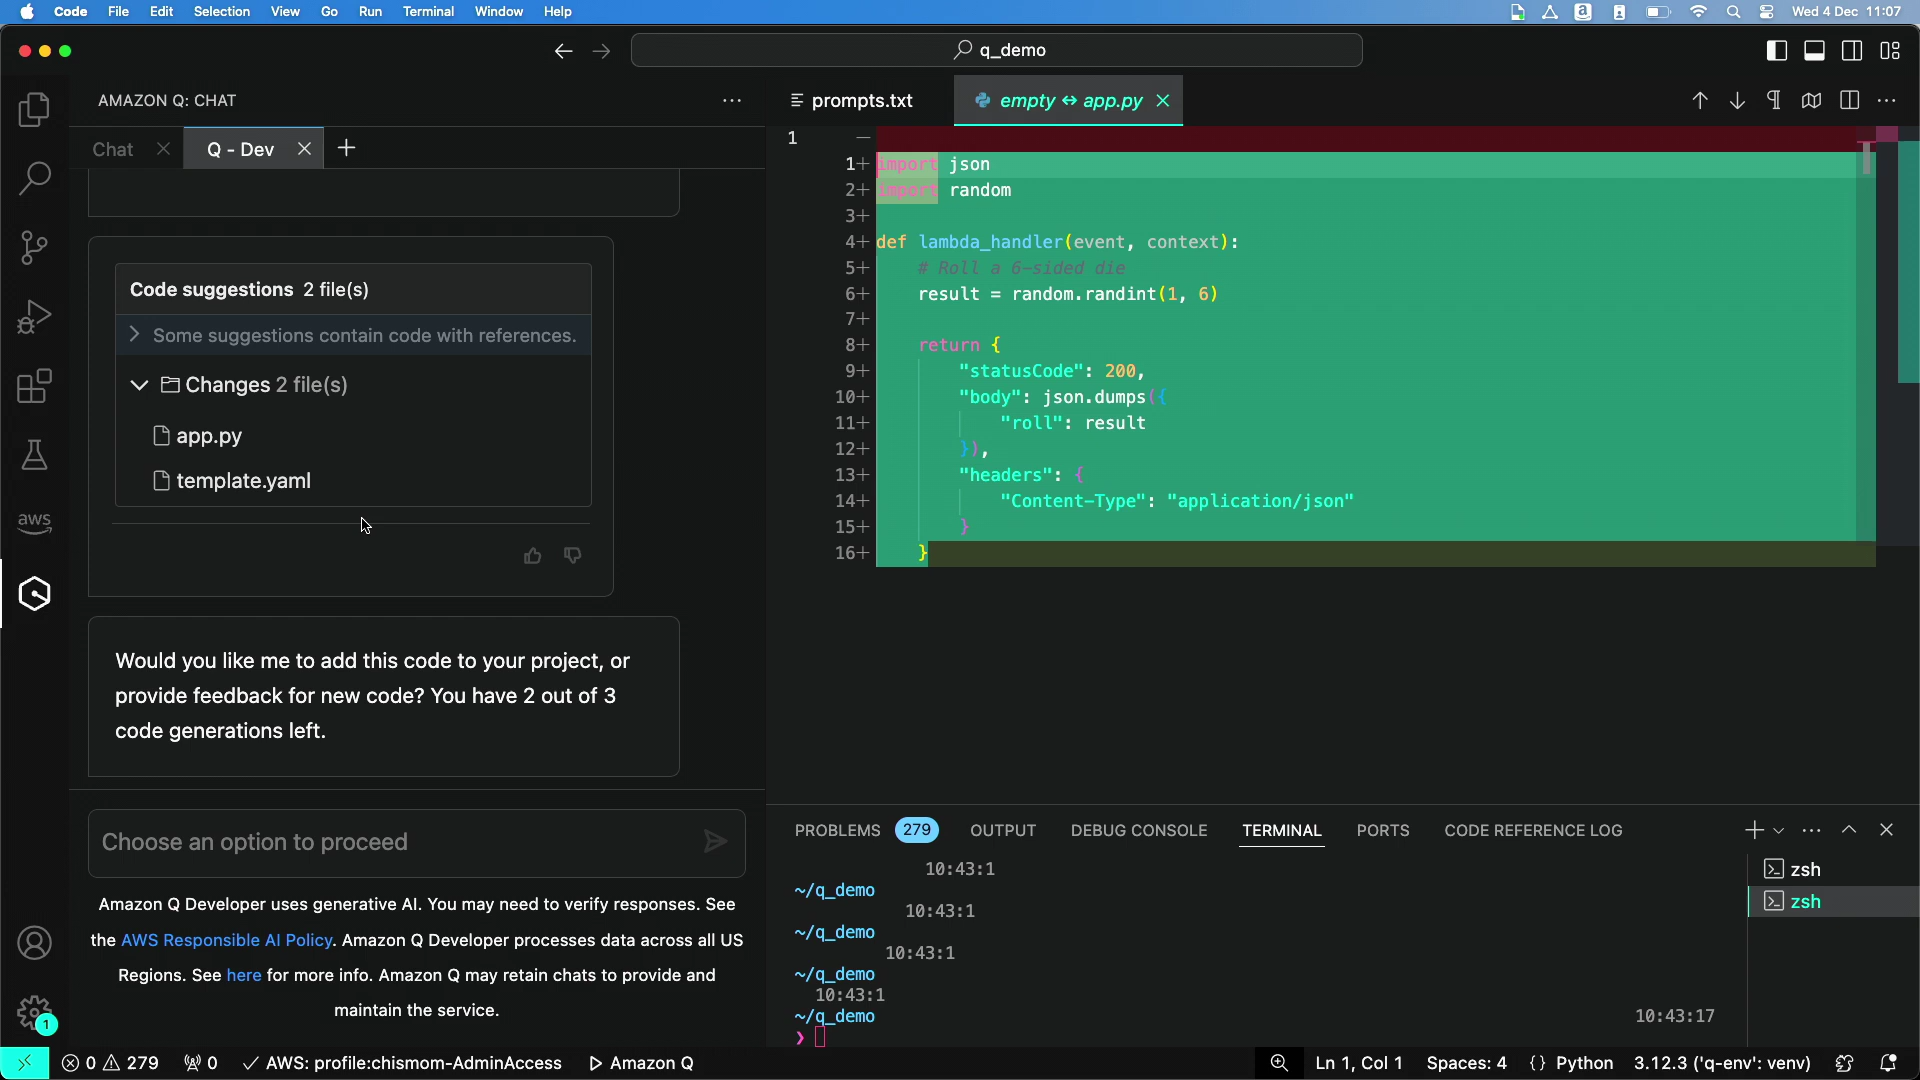 Code File Edit Selection View Go Run Terminal Window Help Wed 4 Dec 11:07
q_demo
AMAZON Q: CHAT
Chat Q - Dev
Code suggestions 2 file(s)
Some suggestions contain code with references.
Changes 2 file(s)
app.py
template.yaml
Would you like me to add this code to your project, or
provide feedback for new code? You have 2 out of 3
code generations left.
Choose an option to proceed
Amazon Q Developer uses generative AI. You may need to verify responses. See
the AWS Responsible AI Policy. Amazon Q Developer processes data across all US
Regions. See here for more info. Amazon Q may retain chats to provide and
maintain the service.
aws
1
prompts.txt empty ↔ app.py
1 —
1+ import json
2+ import random
3+
4+ def lambda_handler(event, context):
5+ # Roll a 6-sided die
6+ result = random.randint(1, 6)
7+
8+ return {
9+ "statusCode": 200,
10+ "body": json.dumps({
11+ "roll": result
12+ }),
13+ "headers": {
14+ "Content-Type": "application/json"
15+ }
16+ }
PROBLEMS 279 OUTPUT DEBUG CONSOLE TERMINAL PORTS CODE REFERENCE LOG
10:43:1
~/q_demo
10:43:1
~/q_demo
10:43:1
~/q_demo
10:43:1
~/q_demo 10:43:17
❯
zsh
zsh
0 279 0 AWS: profile:chismom-AdminAccess Amazon Q Ln 1, Col 1 Spaces: 4 {} Python 3.12.3 ('q-env': venv)